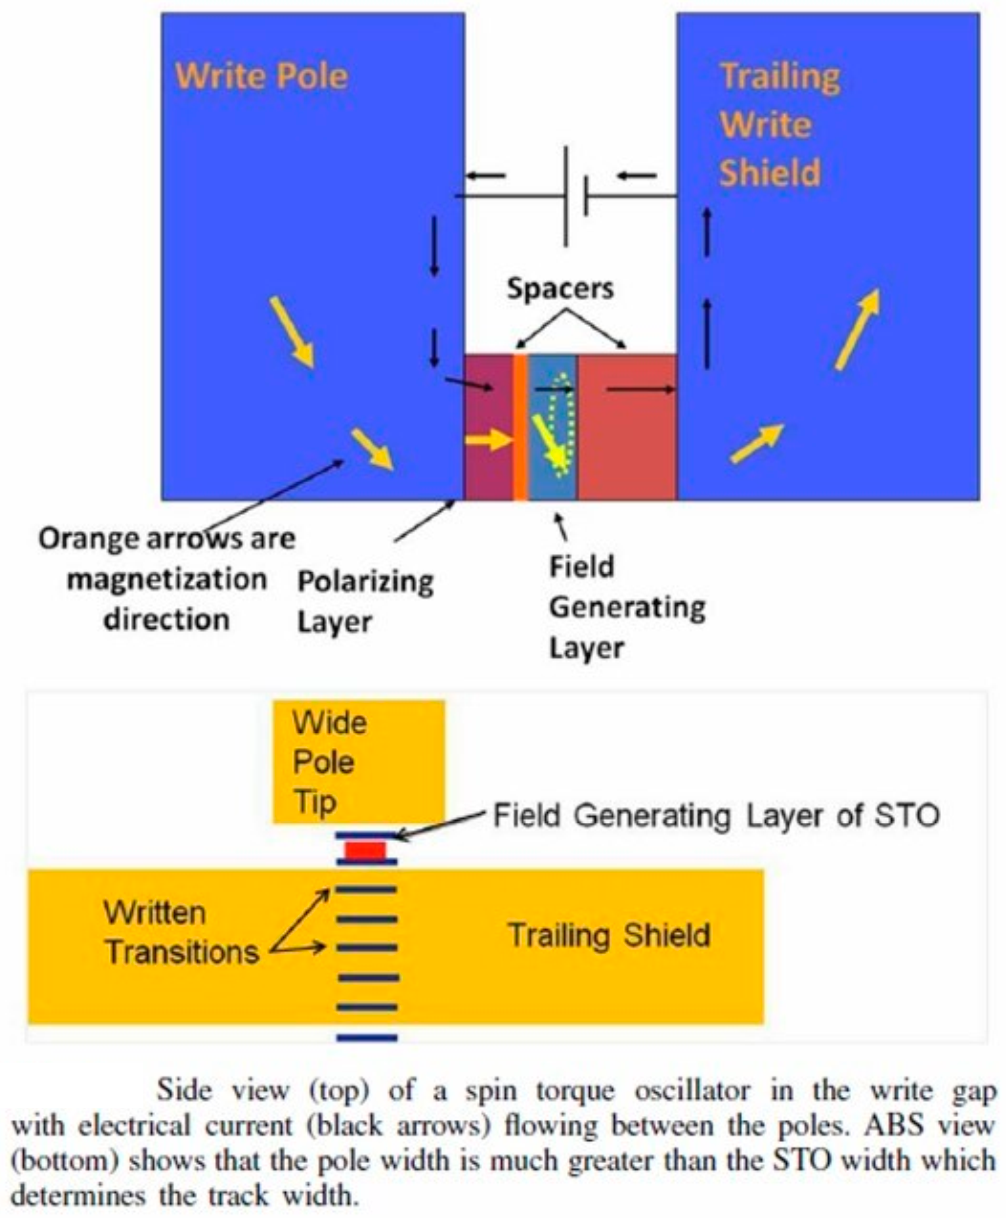 Write Pole
Trailing
Write
Shield
Spacers
Orange arrows are
magnetization
direction
Polarizing
Layer
Field
Generating
Layer
Wide
Pole
Tip
Field Generating Layer of STO
Written
Transitions
Trailing Shield
Side view (top) of a spin torque oscillator in the write gap
with electrical current (black arrows) flowing between the poles. ABS view
(bottom) shows that the pole width is much greater than the STO width which
determines the track width.